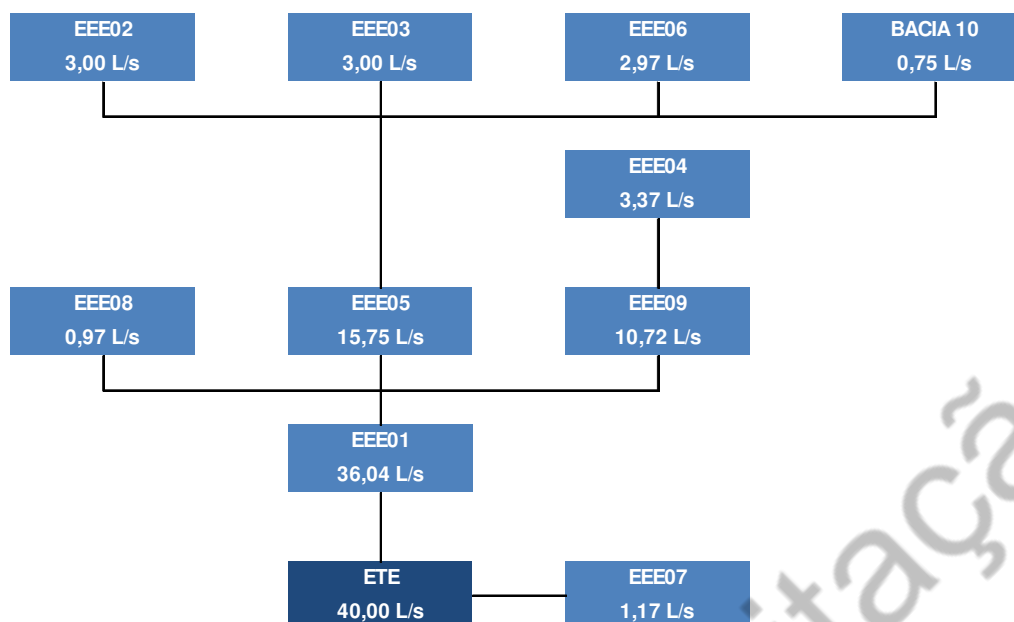 EEE02
3,00 L/s
EEE03
3,00 L/s
EEE06
2,97 L/s
BACIA 10
0,75 L/s
EEE04
3,37 L/s
EEE08
0,97 L/s
EEE05
15,75 L/s
EEE09
10,72 L/s
EEE01
36,04 L/s
ETE
40,00 L/s
EEE07
1,17 L/s
itaçã